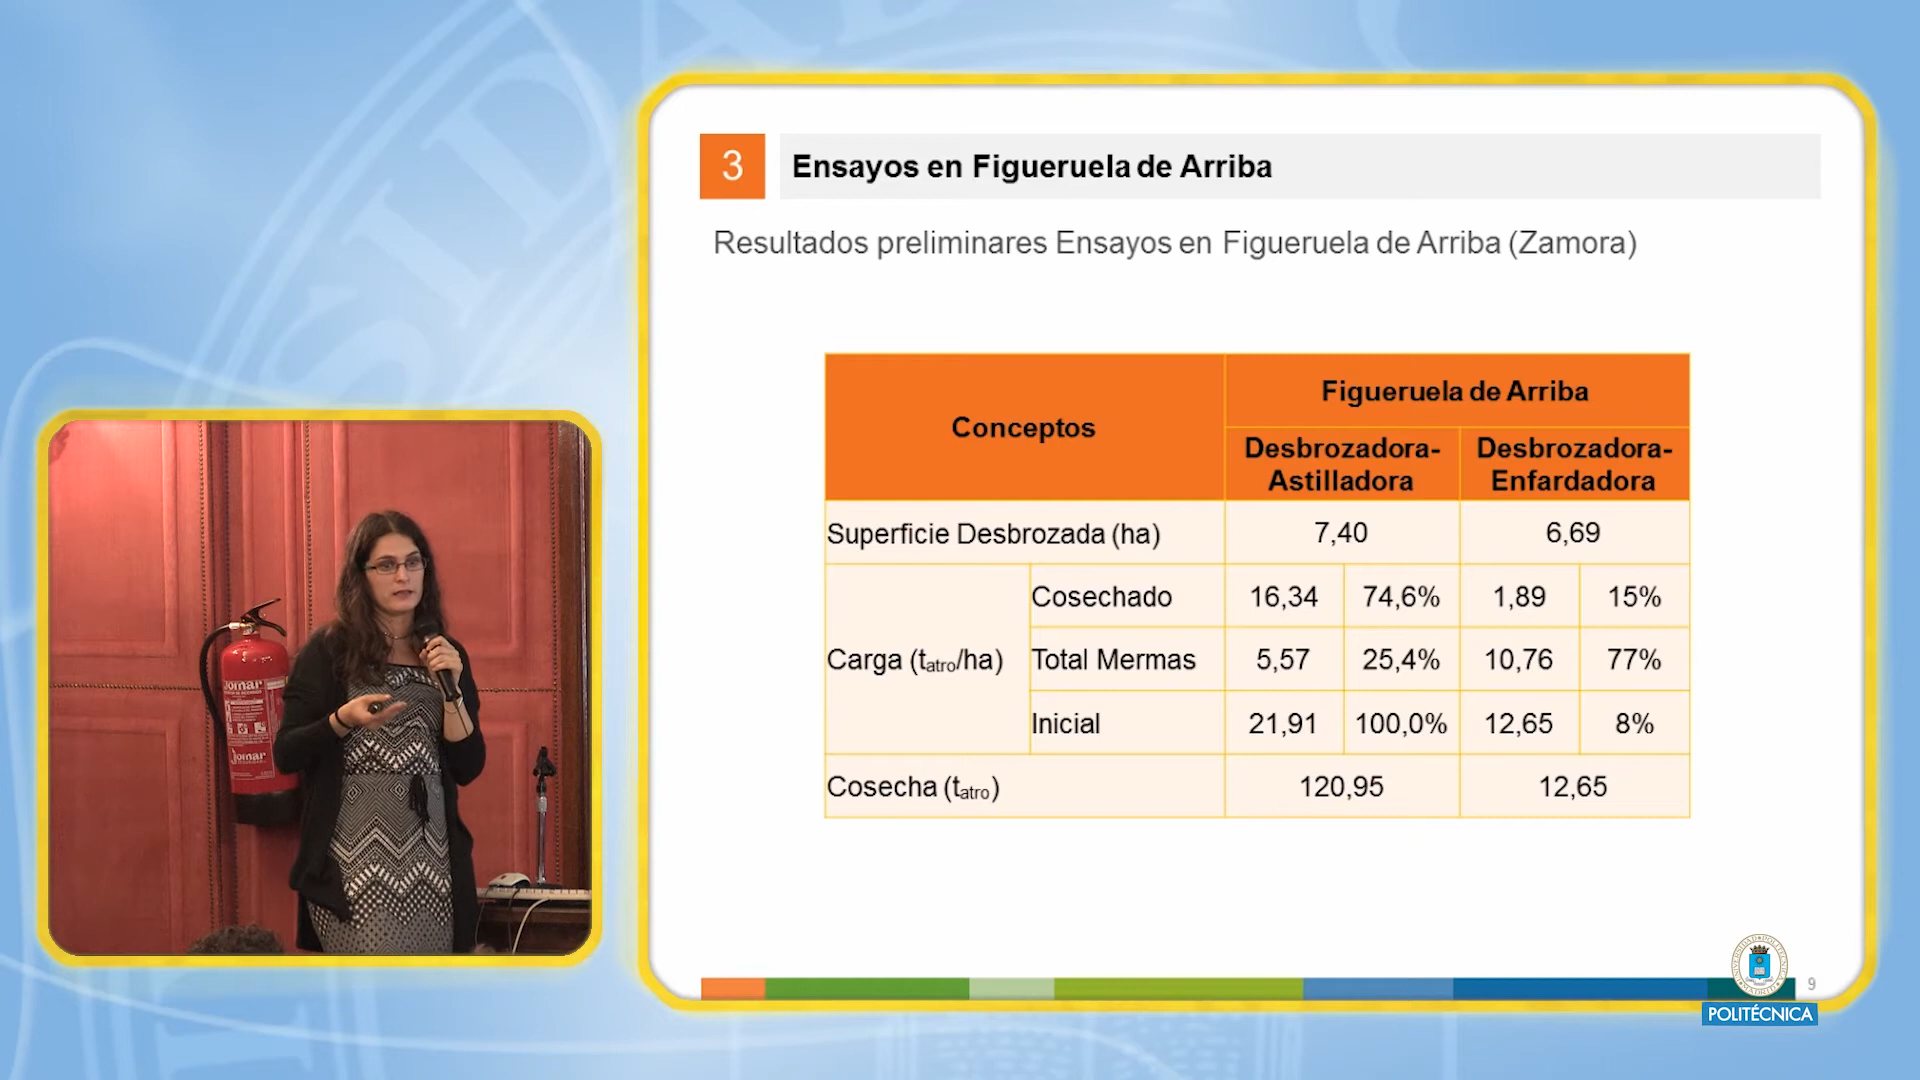 3 Ensayos en Figueruela de Arriba
Resultados preliminares Ensayos en Figueruela de Arriba (Zamora)
Conceptos
Figueruela de Arriba
Desbrozadora-Astilladora
Desbrozadora-Enfardadora
Superficie Desbrozada (ha) 7,40 6,69
Carga (tatro/ha)
Cosechado 16,34 74,6% 1,89 15%
Total Mermas 5,57 25,4% 10,76 77%
Inicial 21,91 100,0% 12,65 8%
Cosecha (tatro) 120,95 12,65
9
POLITÉCNICA
Jomar
Jomar